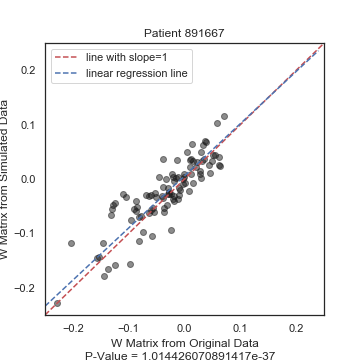 Patient 891667
line with slope=1
linear regression line
W Matrix from Simulated Data
0.2
0.1
0.0
−0.1
−0.2
−0.2
−0.1
0.0
0.1
0.2
W Matrix from Original Data
P-Value = 1.014426070891417e-37